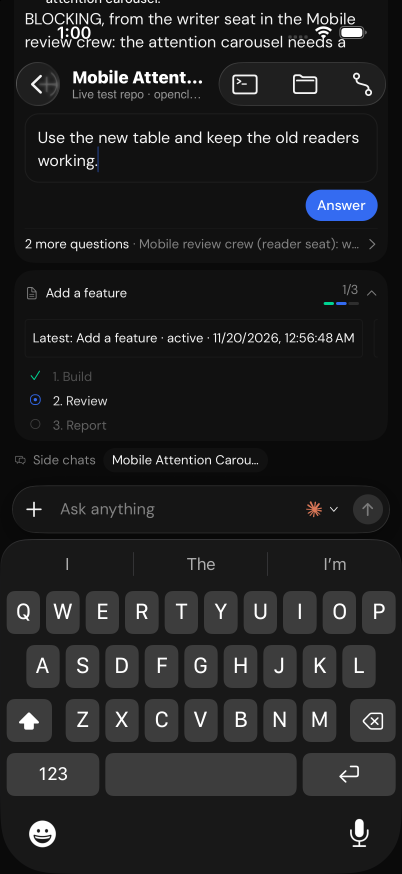 attention carousel.
BLOCKING, from the writer seat in the Mobile
review crew: the attention carousel needs a
1:00
Mobile Attent...
Live test repo · opencl...
Use the new table and keep the old readers
working.
Answer
2 more questions · Mobile review crew (reader seat): w...
Add a feature
1/3
Latest: Add a feature · active · 11/20/2026, 12:56:48 AM
1. Build
2. Review
3. Report
Side chats
Mobile Attention Carou...
Ask anything
I
The
I'm
Q W E R T Y U I O P
A S D F G H J K L
Z X C V B N M
123